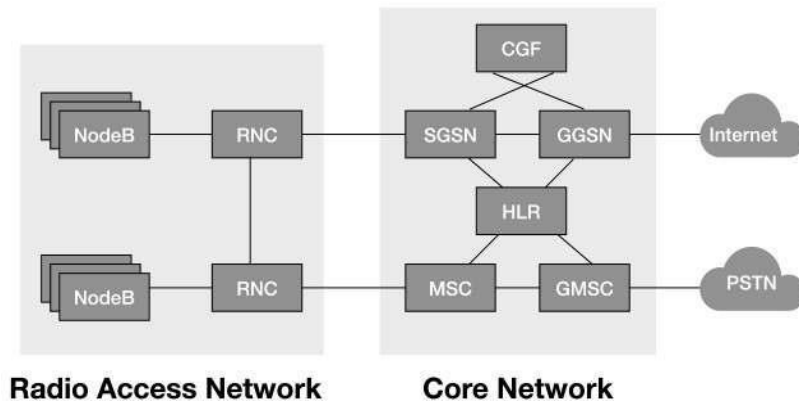 CGF
NodeB
RNC
SGSN
GGSN
Internet
HLR
NodeB
RNC
MSC
GMSC
PSTN
Radio Access Network
Core Network